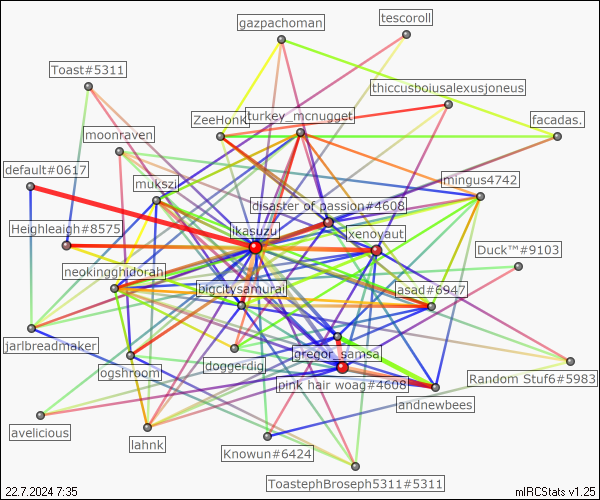 tescoroll
gazpachoman
Toast#5311
thiccusboiusalexusjoneus
ZeeHonk
turkey_mcnugget
facadas.
moonraven
default#0617
mukszi
mingus4742
disaster of passion#4608
Heighleagh#8575
ikasuzu
xenoyaut
Duck™#9103
neokingghidorah
bigcitysamurai
asad#6947
jarlbreadmaker
gregor_samsa
doggerdig
ogshroom
Random Stuf6#5983
pink hair woag#4608
andnewbees
avelicious
lahnk
Knowun#6424
ToastephBroseph5311#5311
22.7.2024 7:35
mIRCStats v1.25